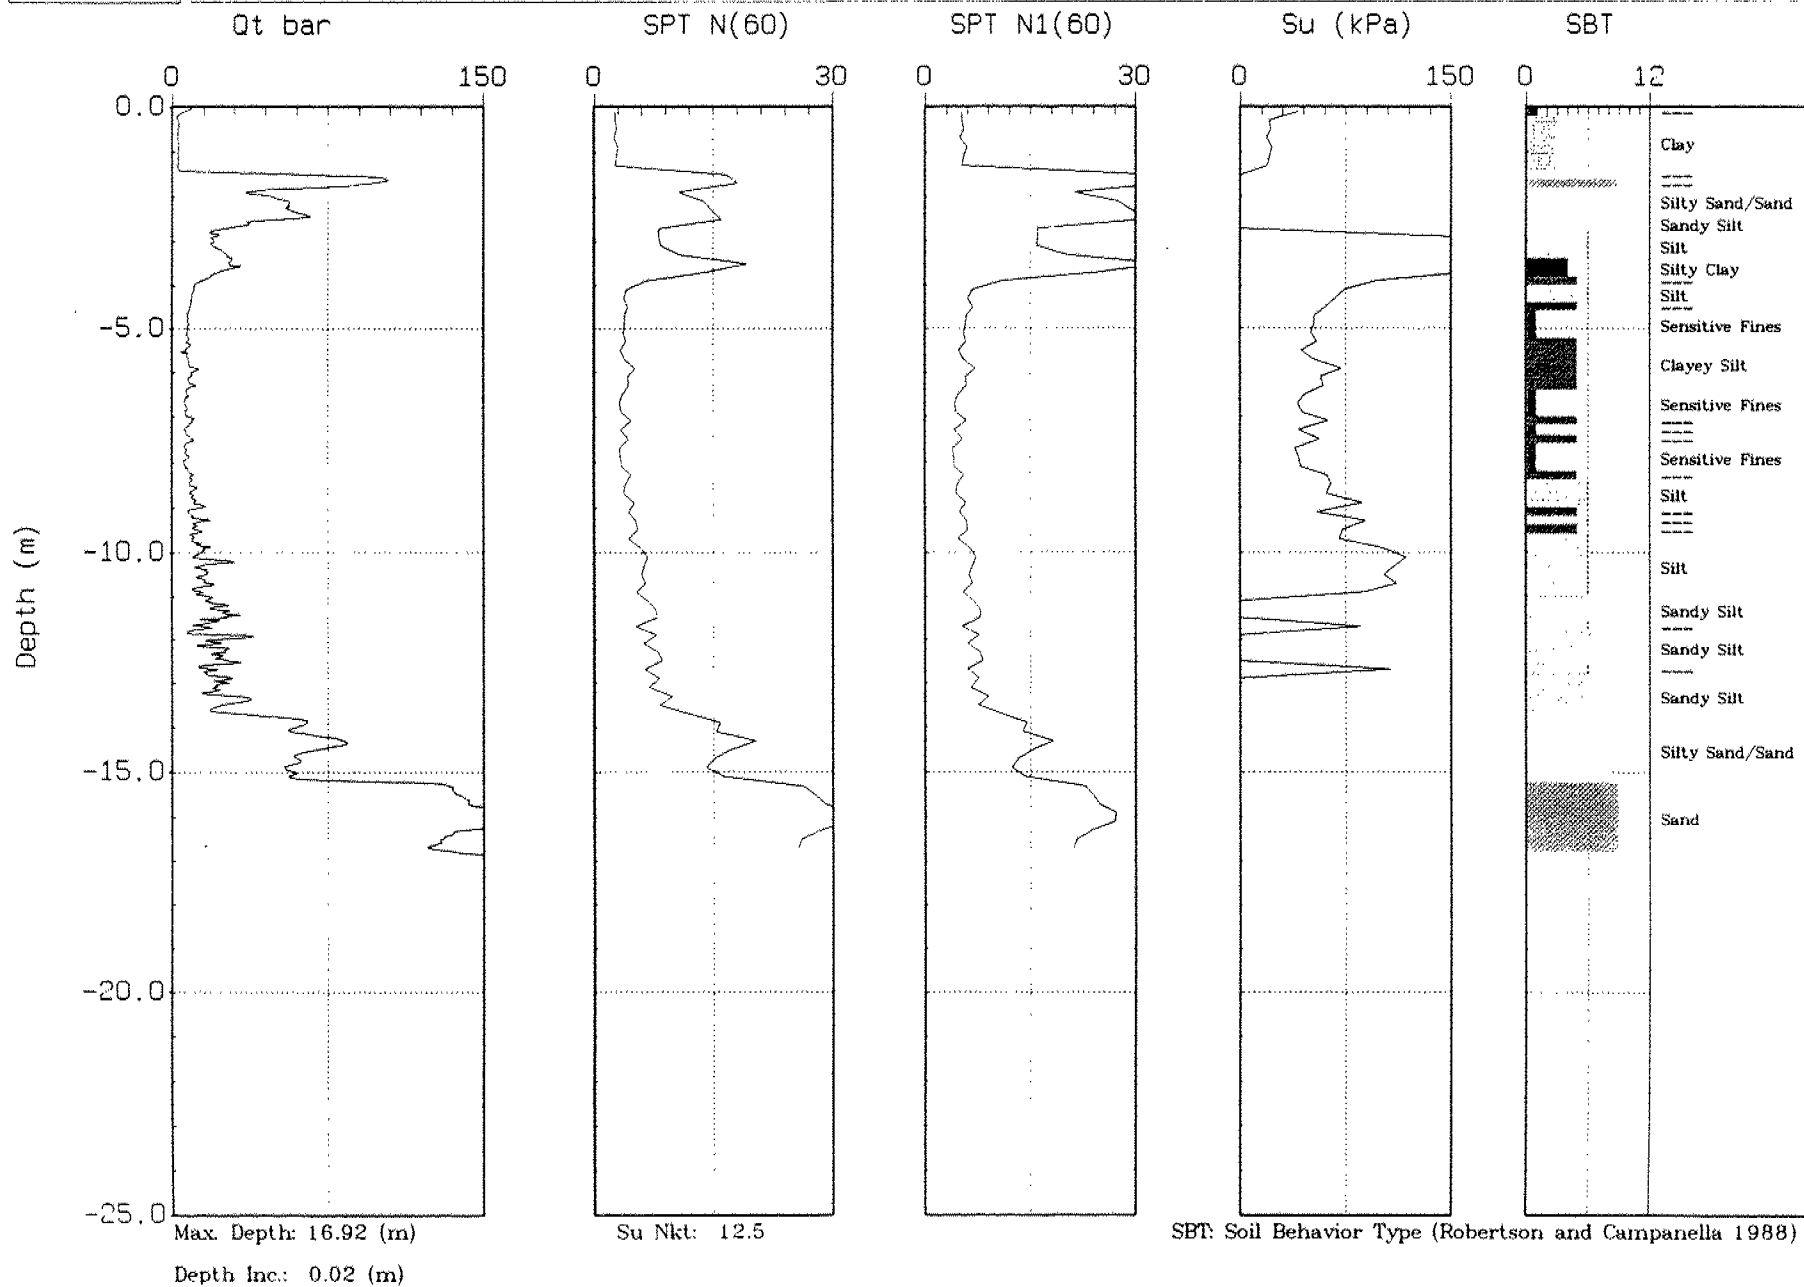 Qt bar SPT N(60) SPT N1(60) Su (kPa) SBT
0 150 0 30 0 30 0 150 0 12
0.0
---
Clay
---
---
Silty Sand/Sand
Sandy Silt
Silt
Silty Clay
---
Silt
---
-5.0
Sensitive Fines
Clayey Silt
Sensitive Fines
---
---
---
Sensitive Fines
---
Silt
---
---
---
-10.0
Silt
Sandy Silt
---
Sandy Silt
---
Sandy Silt
Silty Sand/Sand
-15.0
Sand
-20.0
-25.0
Depth (m)
Max. Depth: 16.92 (m) Su Nkt: 12.5 SBT: Soil Behavior Type (Robertson and Campanella 1988)
Depth Inc.: 0.02 (m)